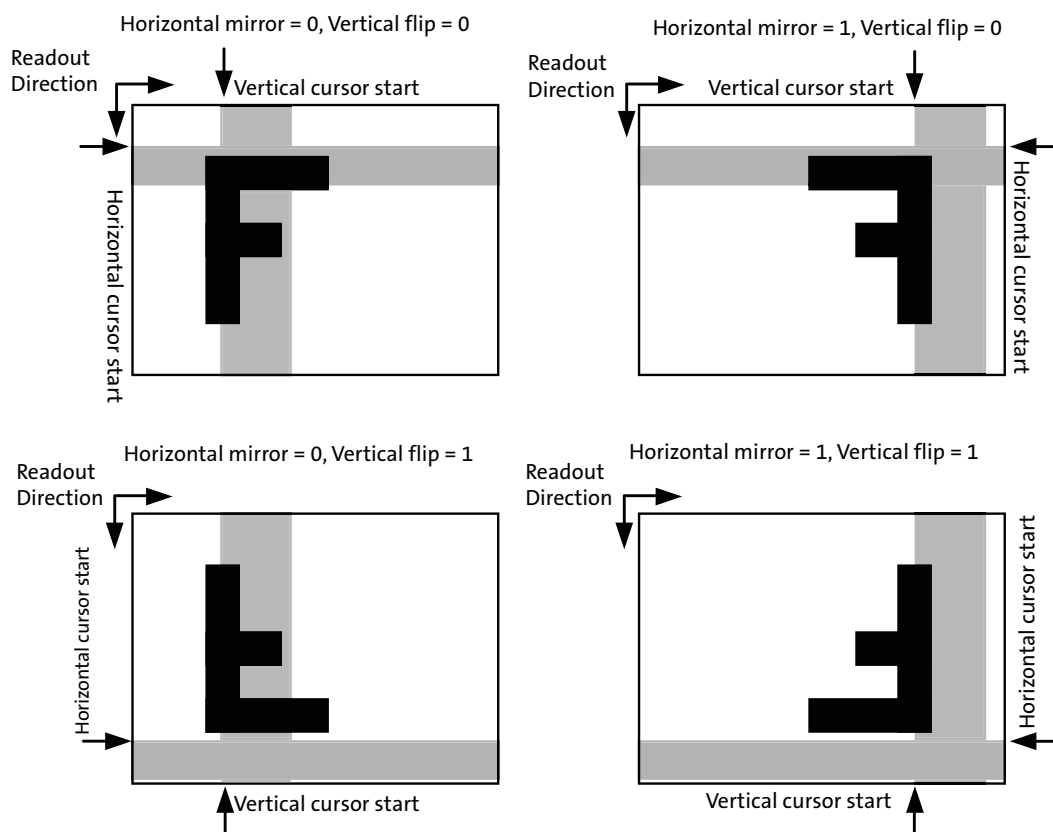 Horizontal mirror = 0, Vertical flip = 0
Readout
Direction
Vertical cursor start
Horizontal cursor start
Horizontal mirror = 1, Vertical flip = 0
Readout
Direction
Vertical cursor start
Horizontal cursor start
Horizontal mirror = 0, Vertical flip = 1
Readout
Direction
Horizontal cursor start
Vertical cursor start
Horizontal mirror = 1, Vertical flip = 1
Readout
Direction
Horizontal cursor start
Vertical cursor start